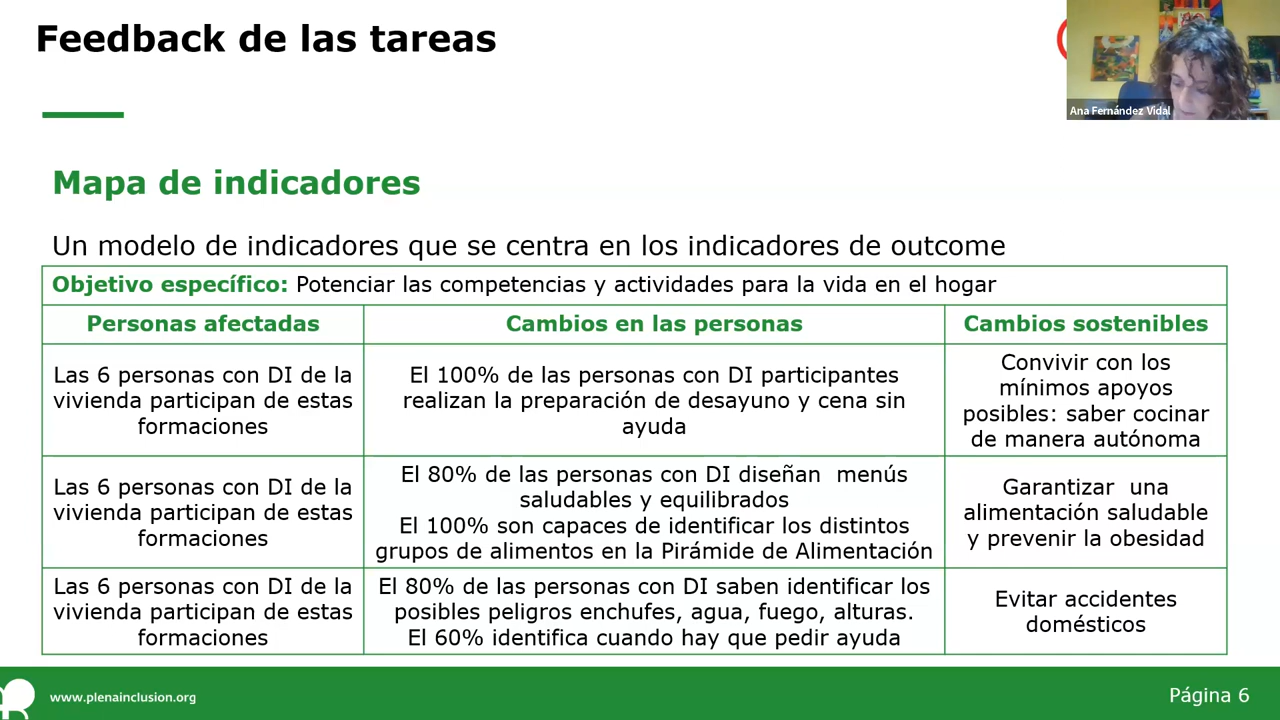 Feedback de las tareas
Ana Fernández Vidal
Mapa de indicadores
Un modelo de indicadores que se centra en los indicadores de outcome
Objetivo específico: Potenciar las competencias y actividades para la vida en el hogar
Personas afectadas
Cambios en las personas
Cambios sostenibles
Las 6 personas con DI de la
vivienda participan de estas
formaciones
El 100% de las personas con DI participantes
realizan la preparación de desayuno y cena sin
ayuda
Convivir con los
mínimos apoyos
posibles: saber cocinar
de manera autónoma
Las 6 personas con DI de la
vivienda participan de estas
formaciones
El 80% de las personas con DI diseñan menús
saludables y equilibrados
El 100% son capaces de identificar los distintos
grupos de alimentos en la Pirámide de Alimentación
Garantizar una
alimentación saludable
y prevenir la obesidad
Las 6 personas con DI de la
vivienda participan de estas
formaciones
El 80% de las personas con DI saben identificar los
posibles peligros enchufes, agua, fuego, alturas.
El 60% identifica cuando hay que pedir ayuda
Evitar accidentes
domésticos
www.plenainclusion.org
Página 6